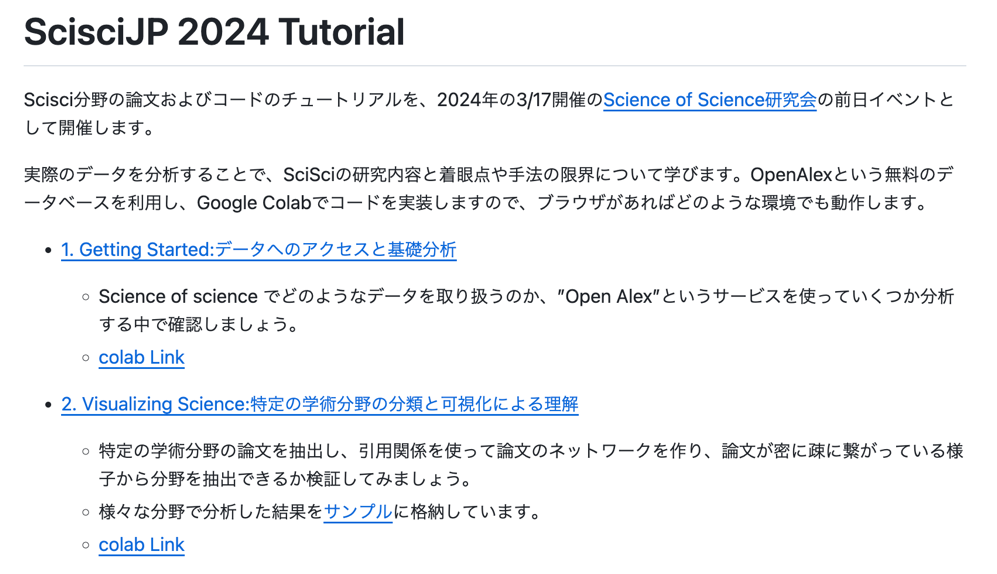 ScisciJP 2024 Tutorial
Scisci分野の論文およびコードのチュートリアルを、2024年の3/17開催のScience of Science研究会の前日イベントと
して開催します。
実際のデータを分析することで、SciSciの研究内容と着眼点や手法の限界について学びます。OpenAlexという無料のデ
ータベースを利用し、Google Colabでコードを実装しますので、ブラウザがあればどのような環境でも動作します。
1. Getting Started:データへのアクセスと基礎分析
Science of science でどのようなデータを取り扱うのか、”Open Alex”というサービスを使っていくつか分析
する中で確認しましょう。
colab Link
2. Visualizing Science:特定の学術分野の分類と可視化による理解
特定の学術分野の論文を抽出し、引用関係を使って論文のネットワークを作り、論文が密に疎に繋がっている様
子から分野を抽出できるか検証してみましょう。
様々な分野で分析した結果をサンプルに格納しています。
colab Link